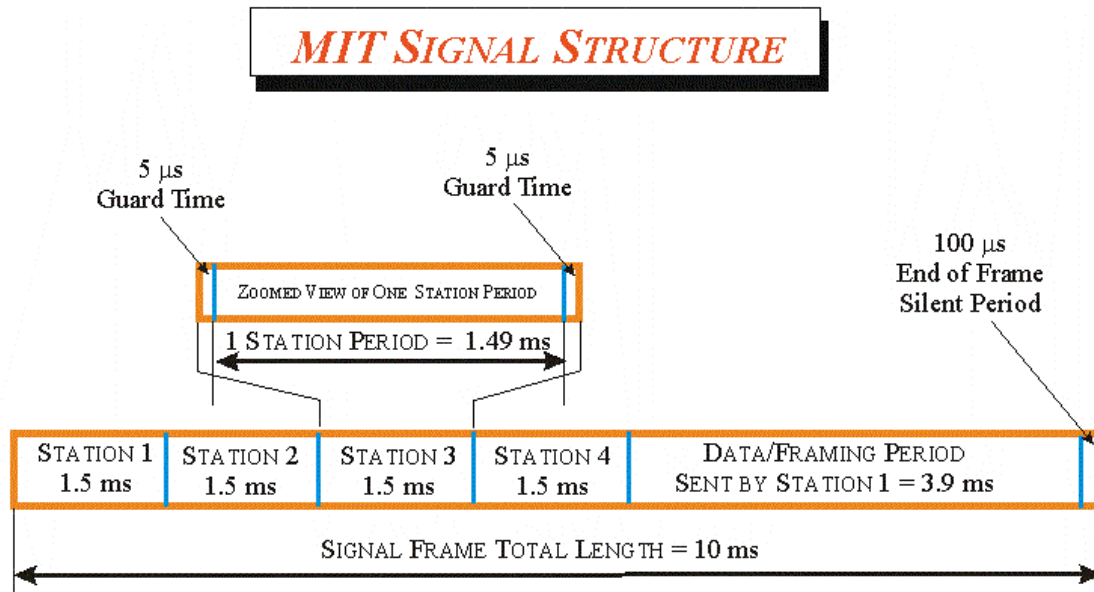 MIT SIGNAL STRUCTURE
5 μs
Guard Time
5 μs
Guard Time
100 μs
End of Frame
Silent Period
ZOOMED VIEW OF ONE STATION PERIOD
1 STATION PERIOD = 1.49 ms
STATION 1
1.5 ms
STATION 2
1.5 ms
STATION 3
1.5 ms
STATION 4
1.5 ms
DATA/FRAMING PERIOD
SENT BY STATION 1 = 3.9 ms
SIGNAL FRAME TOTAL LENGTH = 10 ms